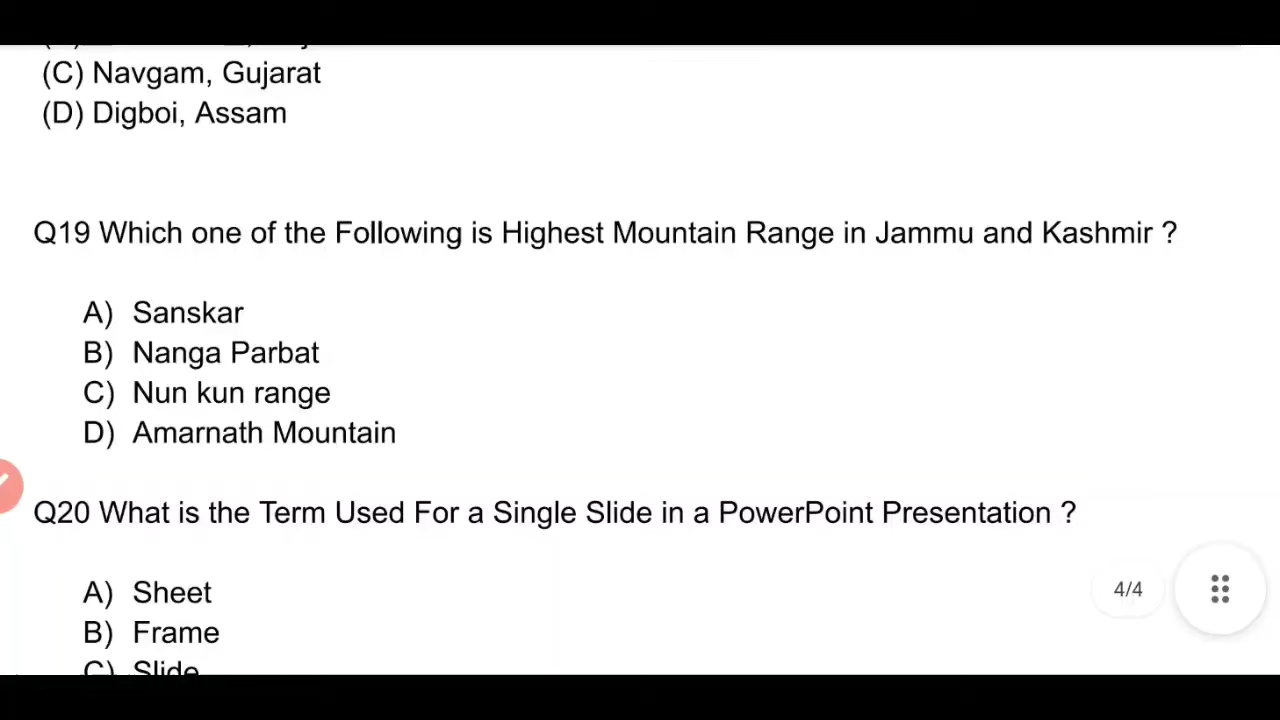 (C) Navgam, Gujarat
(D) Digboi, Assam
Q19 Which one of the Following is Highest Mountain Range in Jammu and Kashmir ?
A) Sanskar
B) Nanga Parbat
C) Nun kun range
D) Amarnath Mountain
Q20 What is the Term Used For a Single Slide in a PowerPoint Presentation ?
A) Sheet
B) Frame
4/4
C) Slide